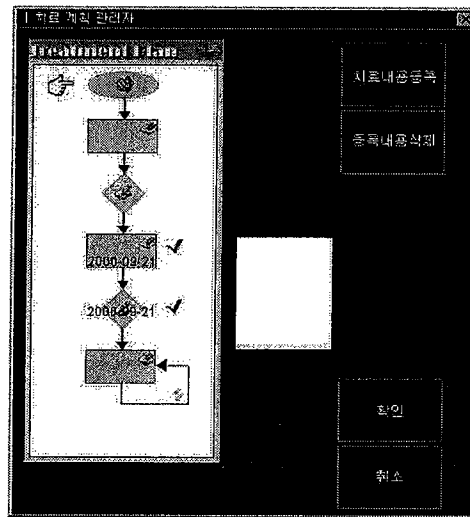 치료 계획 관리자
Treatment Plan
치료내용등록
등록내용삭제
2000-09-21
2000-09-21
확인
취소